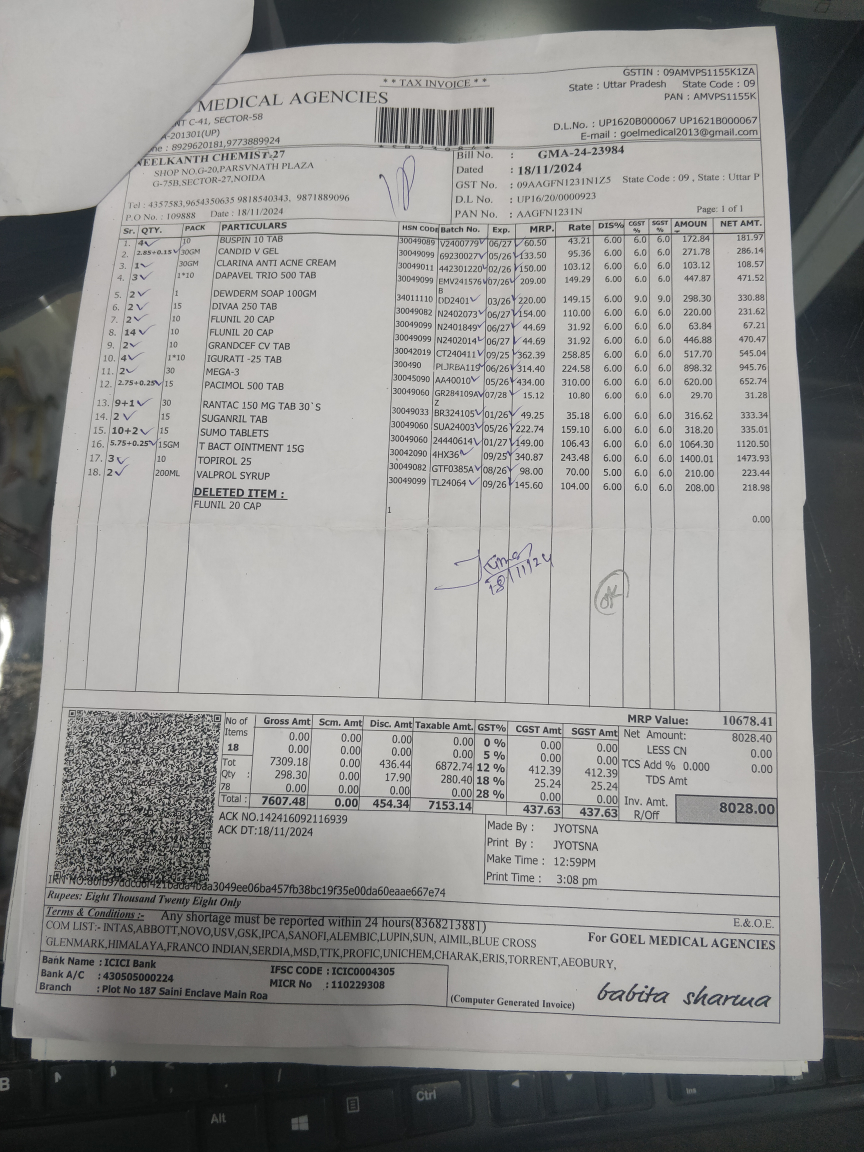 * * TAX INVOICE * *
GSTIN : 09AMVPS1155K1ZA
State : Uttar Pradesh State Code : 09
PAN : AMVPS1155K
MEDICAL AGENCIES
C-41, SECTOR-58
201301(UP)
D.L.No. : UP1620B000067 UP1621B000067
: 8929620181,9773889924
E-mail : goelmedical2013@gmail.com
NEELKANTH CHEMIST-27
SHOP NO.G-20,PARSVNATH PLAZA
G-75B,SECTOR-27,NOIDA
Tel : 4357583,9654350635 9818540343, 9871889096
P.O No. : 109888 Date : 18/11/2024
Bill No. : GMA-24-23984
Dated : 18/11/2024
GST No. : 09AAGFN1231N1Z5 State Code : 09 , State : Uttar P
D.L No. : UP16/20/0000923
PAN No. : AAGFN1231N Page: 1 of 1
Sr. QTY. PACK PARTICULARS HSN CODE Batch No. Exp. MRP. Rate DIS% CGST % SGST % AMOUN NET AMT.
1. 4 10 BUSPIN 10 TAB 30049089 V2400779 06/27 60.50 43.21 6.00 6.0 6.0 172.84 181.97
2. 2.85+0.15 30GM CANDID V GEL 30049099 69230027 05/26 133.50 95.36 6.00 6.0 6.0 271.78 286.14
3. 1 30GM CLARINA ANTI ACNE CREAM 30049011 442301220 02/26 150.00 103.12 6.00 6.0 6.0 103.12 108.57
4. 3 1*10 DAPAVEL TRIO 500 TAB 30049099 EMV241576 B 07/26 209.00 149.29 6.00 6.0 6.0 447.87 471.52
5. 2 1 DEWDERM SOAP 100GM 34011110 DD2401 03/26 220.00 149.15 6.00 9.0 9.0 298.30 330.88
6. 2 15 DIVAA 250 TAB 30049082 N2402073 06/27 154.00 110.00 6.00 6.0 6.0 220.00 231.62
7. 2 10 FLUNIL 20 CAP 30049099 N2401849 06/27 44.69 31.92 6.00 6.0 6.0 63.84 67.21
8. 14 10 FLUNIL 20 CAP 30049099 N2402014 06/27 44.69 31.92 6.00 6.0 6.0 446.88 470.47
9. 2 10 GRANDCEF CV TAB 30042019 CT240411 09/25 362.39 258.85 6.00 6.0 6.0 517.70 545.04
10. 4 1*10 IGURATI -25 TAB 300490 PLJRBA119 06/26 314.40 224.58 6.00 6.0 6.0 898.32 945.76
11. 2 30 MEGA-3 30045090 AA40010 05/26 434.00 310.00 6.00 6.0 6.0 620.00 652.74
12. 2.75+0.25 15 PACIMOL 500 TAB 30049060 GR284109AV Z 07/28 15.12 10.80 6.00 6.0 6.0 29.70 31.28
13. 9+1 30 RANTAC 150 MG TAB 30`S 30049033 BR324105 01/26 49.25 35.18 6.00 6.0 6.0 316.62 333.34
14. 2 15 SUGANRIL TAB 30049060 SUA24003 05/26 222.74 159.10 6.00 6.0 6.0 318.20 335.01
15. 10+2 15 SUMO TABLETS 30049060 24440614 01/27 149.00 106.43 6.00 6.0 6.0 1064.30 1120.50
16. 5.75+0.25 15GM T BACT OINTMENT 15G 30042090 4HX36 09/25 340.87 243.48 6.00 6.0 6.0 1400.01 1473.93
17. 3 10 TOPIROL 25 30049082 GTF0385A 08/26 98.00 70.00 5.00 6.0 6.0 210.00 223.44
18. 2 200ML VALPROL SYRUP 30049099 TL24064 09/26 145.60 104.00 6.00 6.0 6.0 208.00 218.98
DELETED ITEM :
FLUNIL 20 CAP 1 0.00
18/11/24
OK
No of Items 18 Tot Qty : 78
Gross Amt Scm. Amt Disc. Amt Taxable Amt. GST% CGST Amt SGST Amt
0.00 0.00 0.00 0.00 0 % 0.00 0.00
0.00 0.00 0.00 0.00 5 % 0.00 0.00
7309.18 0.00 436.44 6872.74 12 % 412.39 412.39
298.30 0.00 17.90 280.40 18 % 25.24 25.24
0.00 0.00 0.00 0.00 28 % 0.00 0.00
Total : 7607.48 0.00 454.34 7153.14 437.63 437.63
MRP Value: 10678.41
Net Amount: 8028.40
LESS CN 0.00
TCS Add % 0.000 0.00
TDS Amt
Inv. Amt. R/Off 8028.00
ACK NO.142416092116939
ACK DT:18/11/2024
Made By : JYOTSNA
Print By : JYOTSNA
Make Time : 12:59PM
Print Time : 3:08 pm
Rupees: Eight Thousand Twenty Eight Only
E.&O.E.
Terms & Conditions :- Any shortage must be reported within 24 hours(8368213881)
COM LIST:- INTAS,ABBOTT,NOVO,USV,GSK,IPCA,SANOFI,ALEMBIC,LUPIN,SUN, AIMIL,BLUE CROSS
GLENMARK,HIMALAYA,FRANCO INDIAN,SERDIA,MSD,TTK,PROFIC,UNICHEM,CHARAK,ERIS,TORRENT,AEOBURY,
For GOEL MEDICAL AGENCIES
Bank Name : ICICI Bank
Bank A/C : 430505000224
Branch : Plot No 187 Saini Enclave Main Roa
IFSC CODE : ICIC0004305
MICR No : 110229308
(Computer Generated Invoice)
babita sharma
Alt
Ctrl